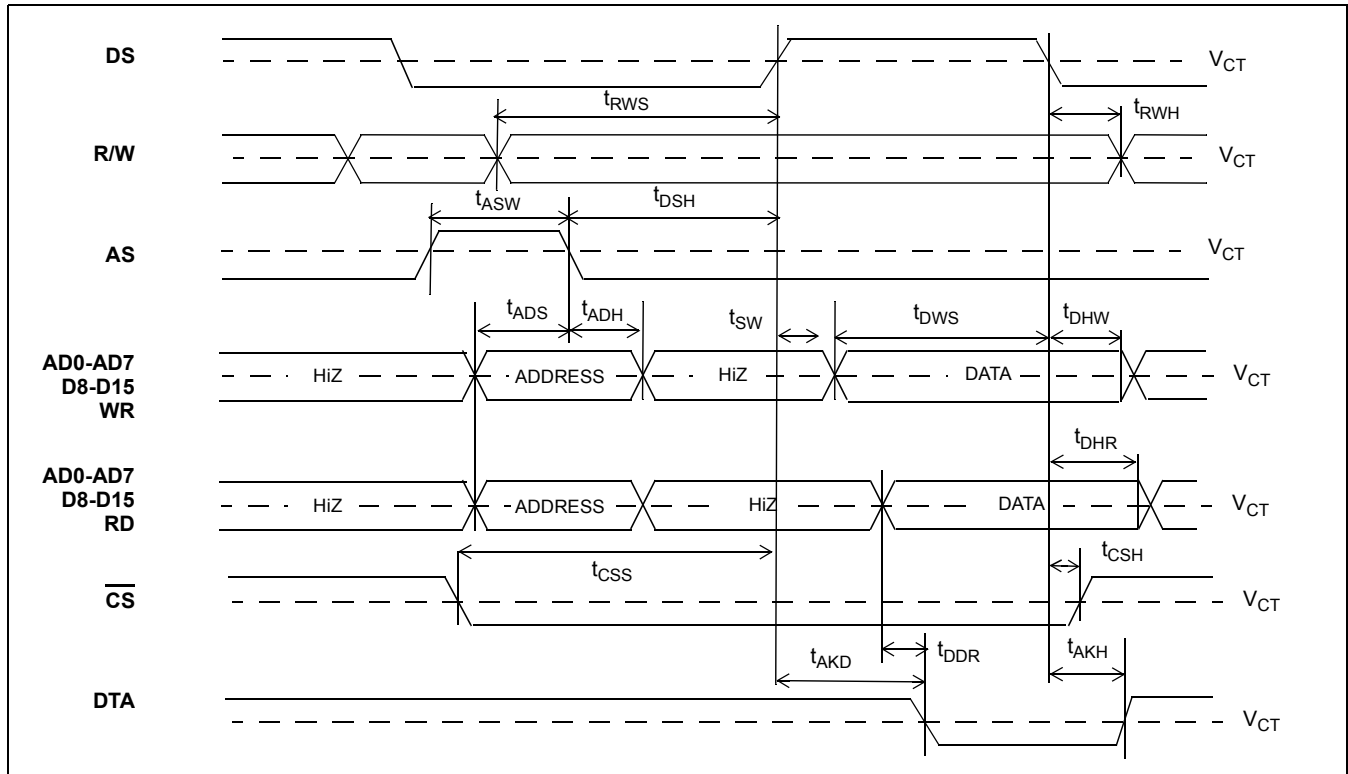 DS
V_CT
t_RWS
t_RWH
R/W
V_CT
t_ASW
t_DSH
AS
V_CT
t_ADS
t_ADH
t_SW
t_DWS
t_DHW
AD0-AD7
D8-D15
WR
HiZ
ADDRESS
HiZ
DATA
V_CT
t_DHR
AD0-AD7
D8-D15
RD
HiZ
ADDRESS
HiZ
DATA
V_CT
t_CSS
t_CSH
C̅S̅
V_CT
t_AKD
t_DDR
t_AKH
DTA
V_CT